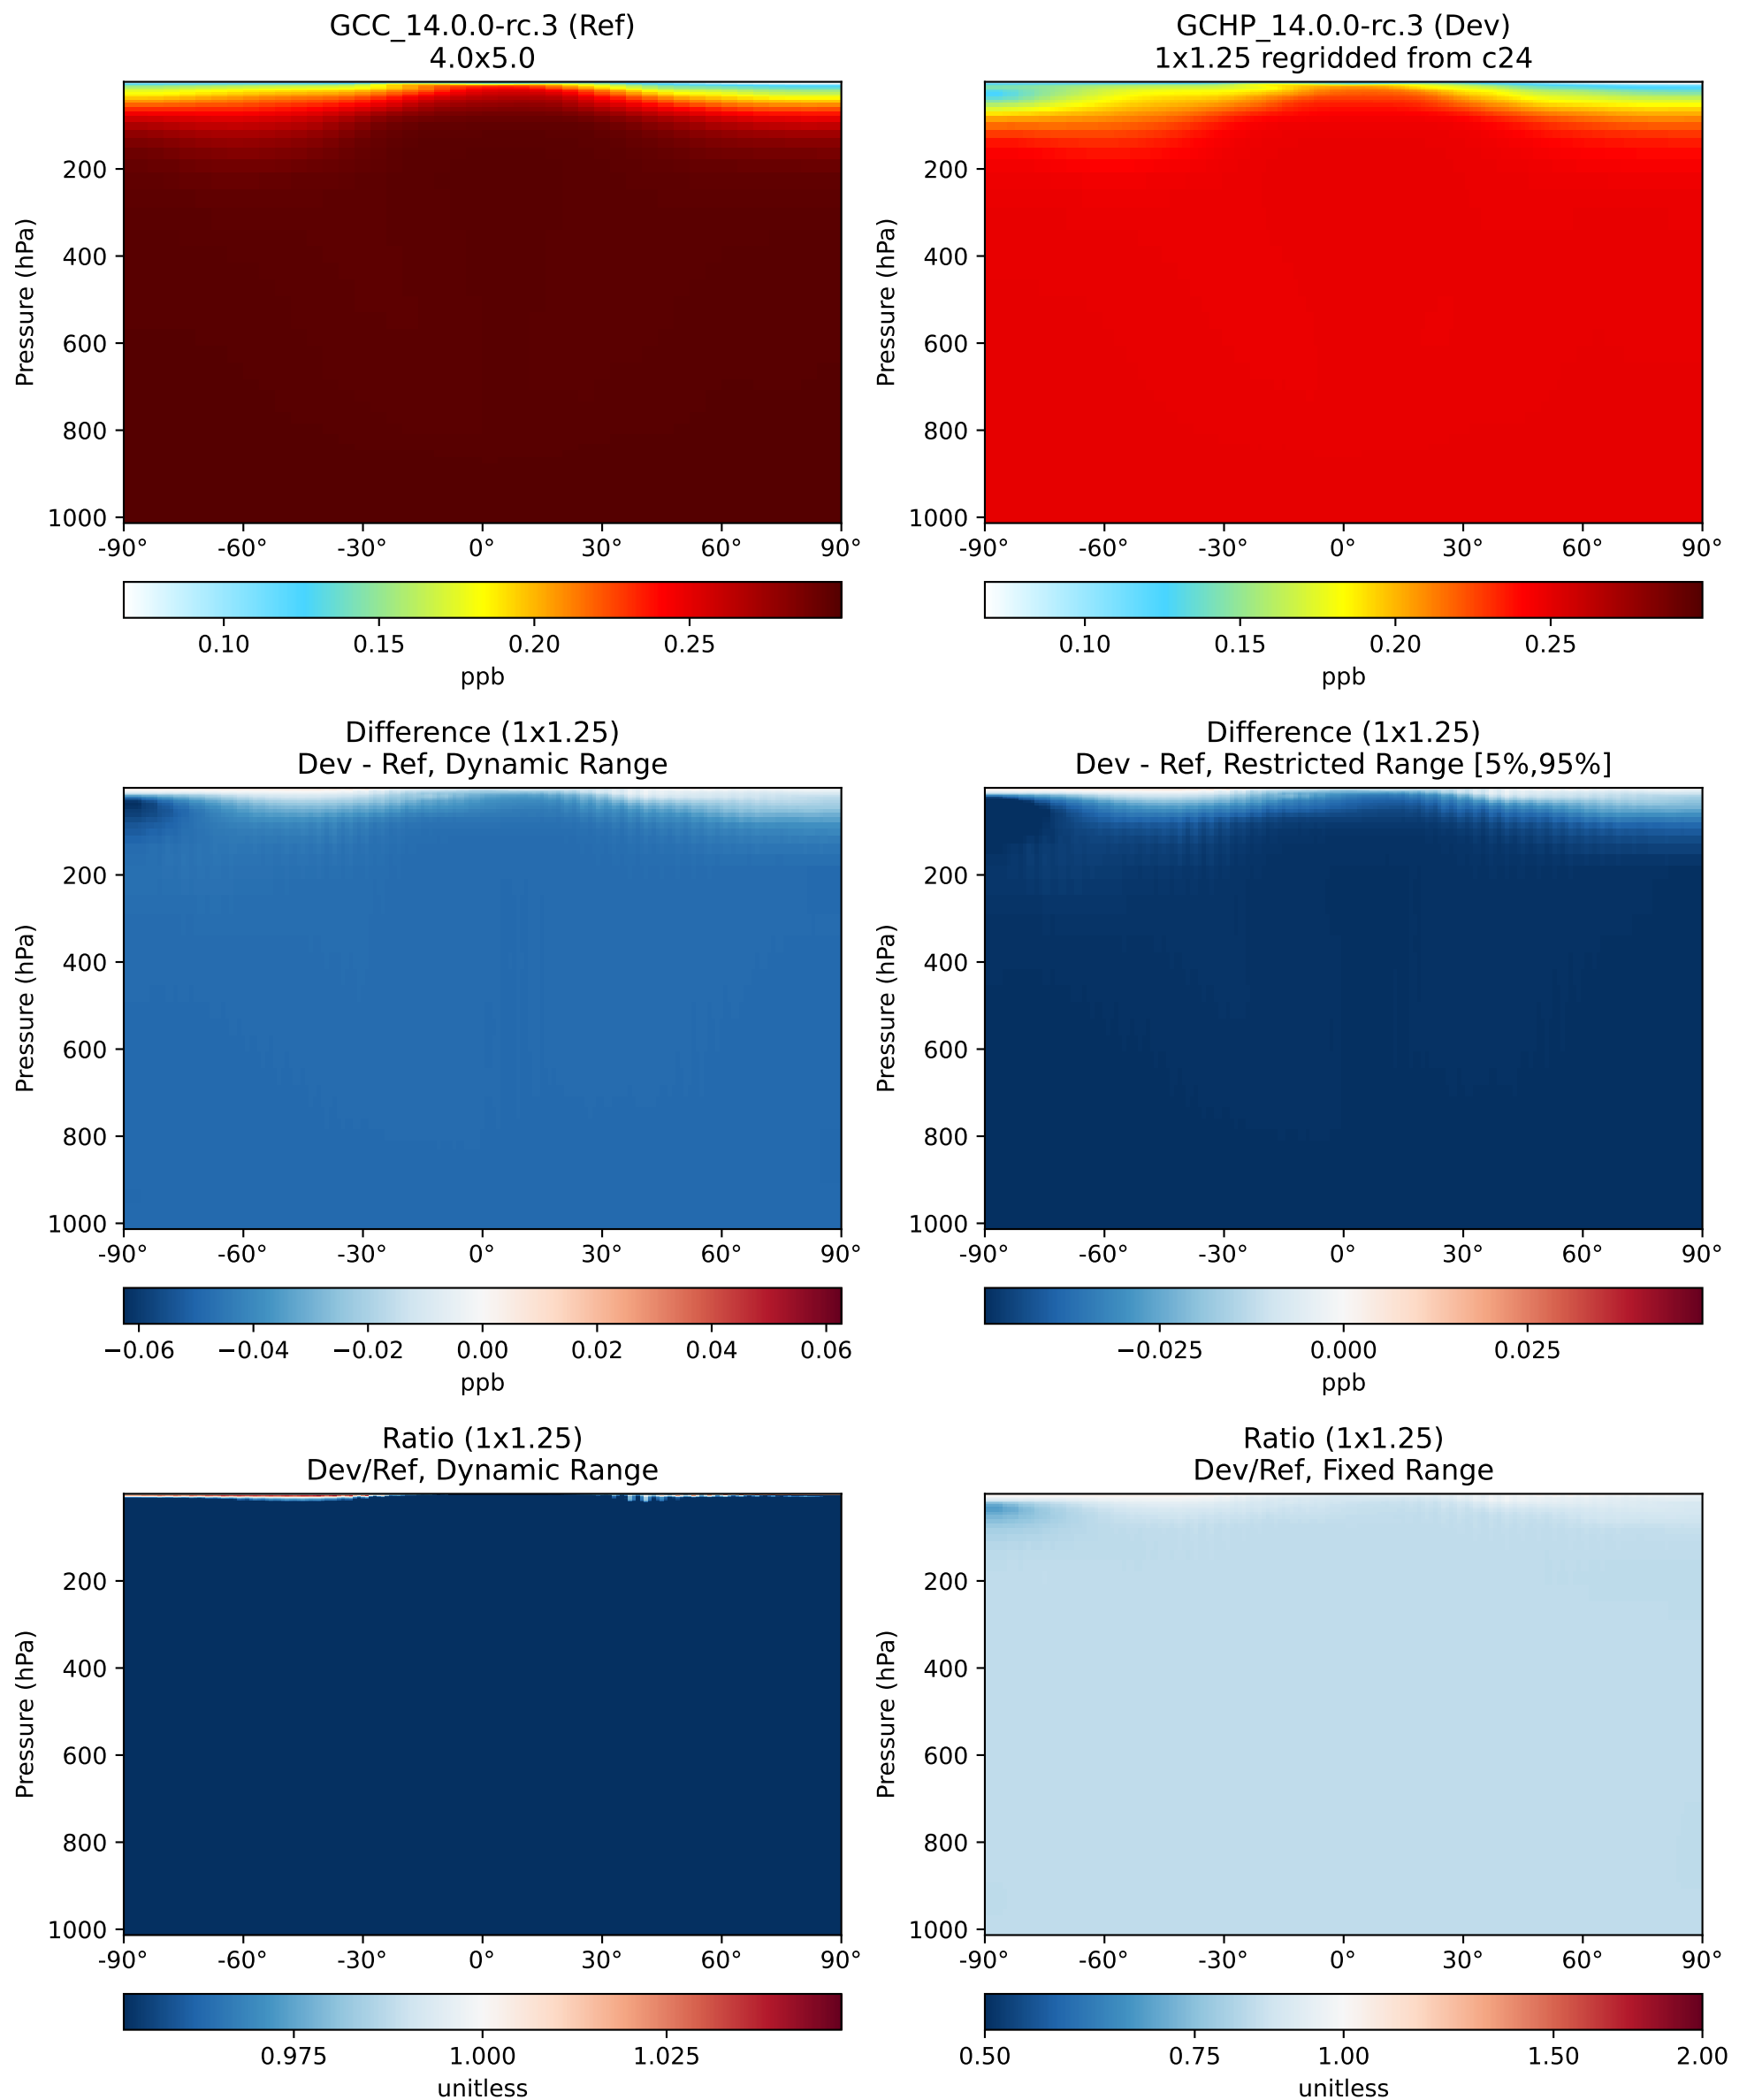 GCC_14.0.0-rc.3 (Ref)
4.0x5.0
Pressure (hPa)
200
400
600
800
1000
-90° -60° -30° 0° 30° 60° 90°
0.10 0.15 0.20 0.25
ppb
GCHP_14.0.0-rc.3 (Dev)
1x1.25 regridded from c24
Pressure (hPa)
200
400
600
800
1000
-90° -60° -30° 0° 30° 60° 90°
0.10 0.15 0.20 0.25
ppb
Difference (1x1.25)
Dev - Ref, Dynamic Range
Pressure (hPa)
200
400
600
800
1000
-90° -60° -30° 0° 30° 60° 90°
−0.06 −0.04 −0.02 0.00 0.02 0.04 0.06
ppb
Difference (1x1.25)
Dev - Ref, Restricted Range [5%,95%]
Pressure (hPa)
200
400
600
800
1000
-90° -60° -30° 0° 30° 60° 90°
−0.025 0.000 0.025
ppb
Ratio (1x1.25)
Dev/Ref, Dynamic Range
Pressure (hPa)
200
400
600
800
1000
-90° -60° -30° 0° 30° 60° 90°
0.975 1.000 1.025
unitless
Ratio (1x1.25)
Dev/Ref, Fixed Range
Pressure (hPa)
200
400
600
800
1000
-90° -60° -30° 0° 30° 60° 90°
0.50 0.75 1.00 1.50 2.00
unitless